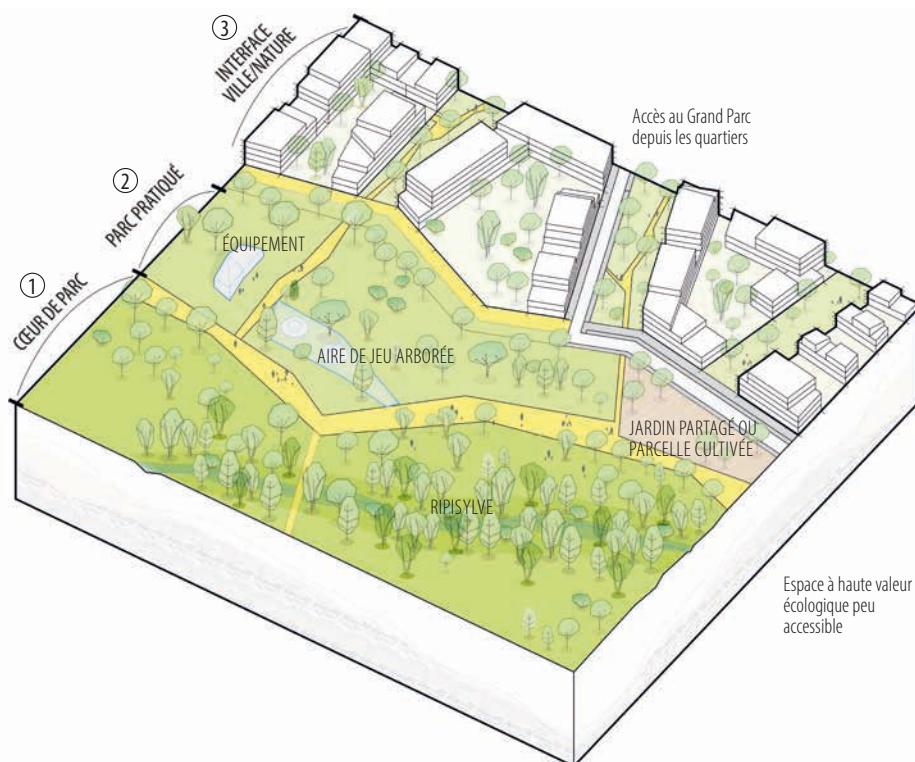 ③
INTERFACE
VILLE/NATURE
Accès au Grand Parc
depuis les quartiers
②
PARC PRATIQUÉ
ÉQUIPEMENT
①
CŒUR DE PARC
AIRE DE JEU ARBORÉE
JARDIN PARTAGÉ OU
PARCELLE CULTIVÉE
RIPISYLVE
Espace à haute valeur
écologique peu
accessible